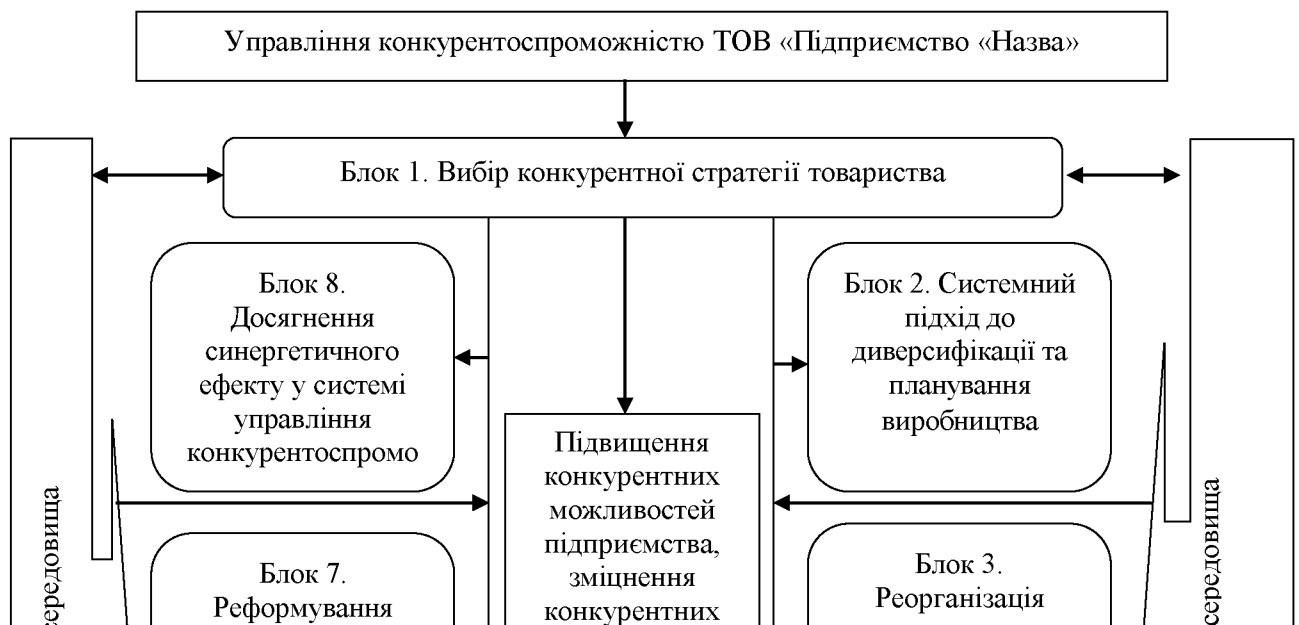 Управління конкурентоспроможністю ТОВ «Підприємство «Назва»
Блок 1. Вибір конкурентної стратегії товариства
Блок 8.
Досягнення
синергетичного
ефекту у системі
управління
конкурентоспромо
Блок 2. Системний
підхід до
диверсифікації та
планування
виробництва
Підвищення
конкурентних
можливостей
підприємства,
зміцнення
конкурентних
Блок 7.
Реформування
Блок 3.
Реорганізація
середовища
середовища